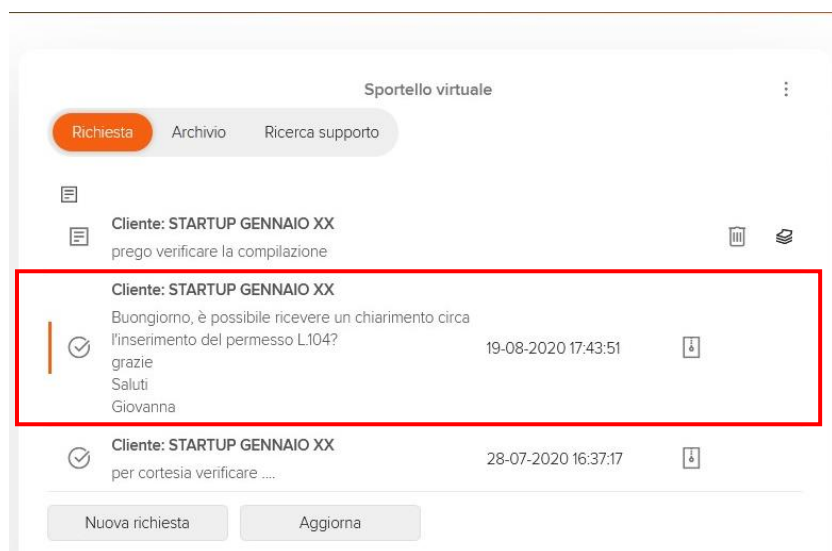 Sportello virtuale
Richiesta Archivio Ricerca supporto
Cliente: STARTUP GENNAIO XX
prego verificare la compilazione
Cliente: STARTUP GENNAIO XX
Buongiorno, è possibile ricevere un chiarimento circa
l'inserimento del permesso L.104?
19-08-2020 17:43:51
grazie
Saluti
Giovanna
Cliente: STARTUP GENNAIO XX
per cortesia verificare ....
28-07-2020 16:37:17
Nuova richiesta Aggiorna